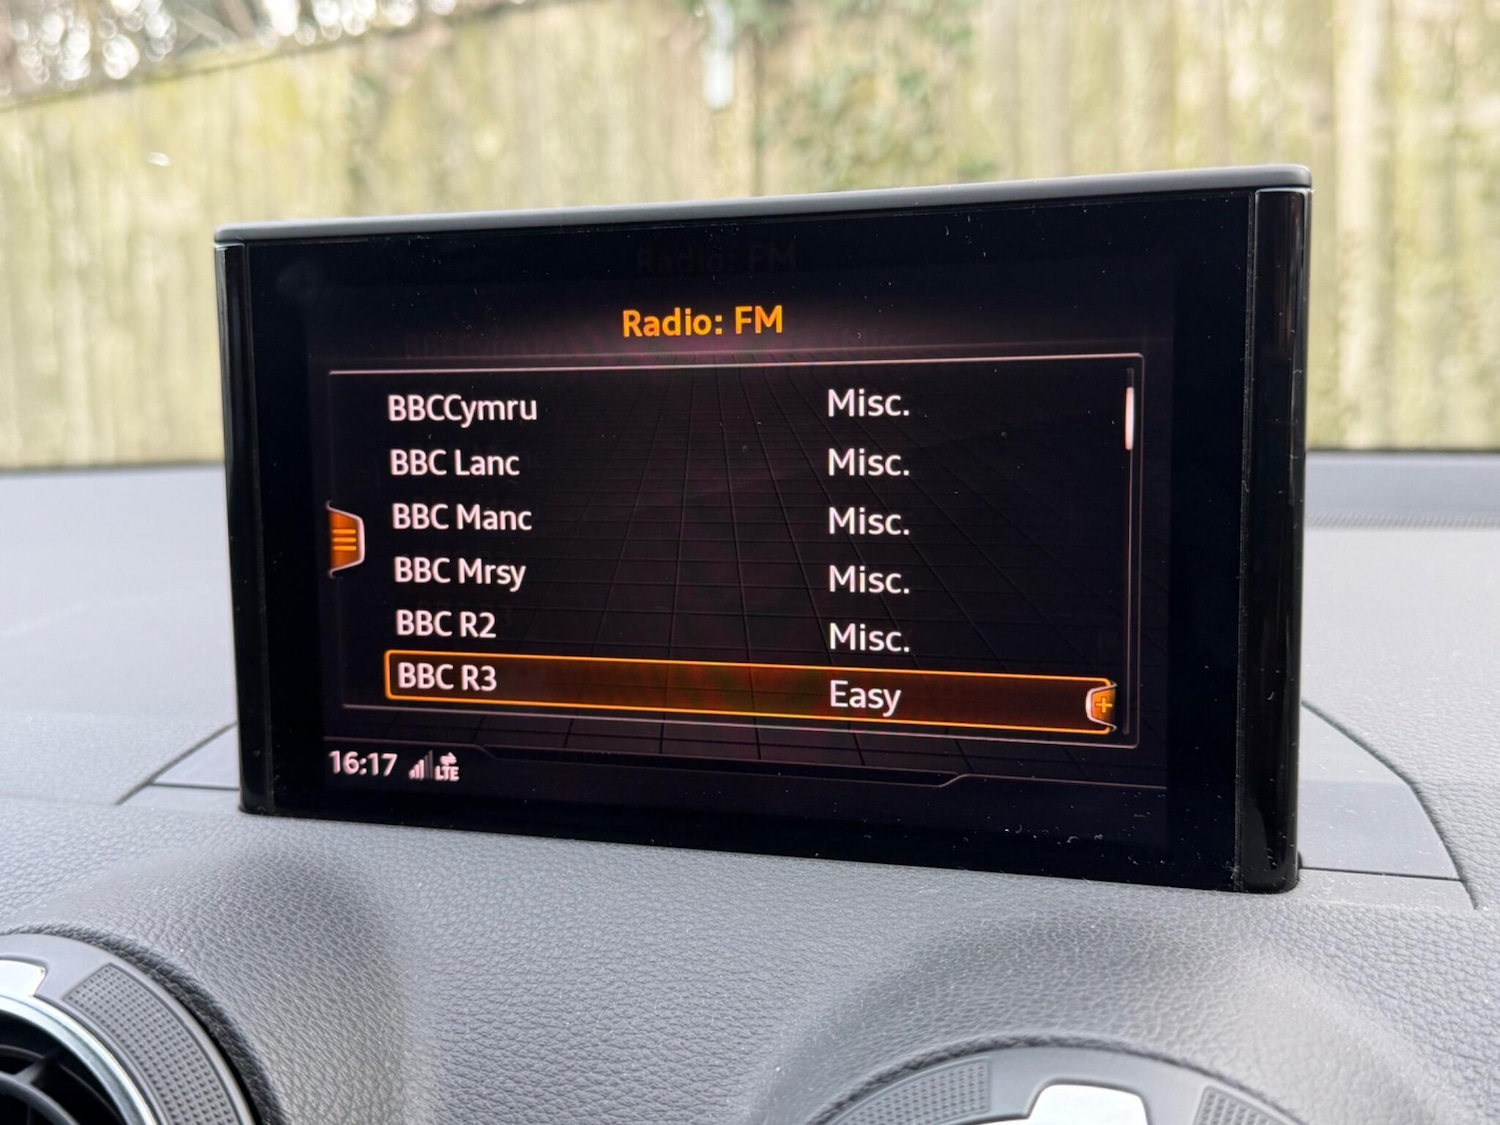 Radio: FM
BBCCymru Misc.
BBC Lanc Misc.
BBC Manc Misc.
BBC Mrsy Misc.
BBC R2 Misc.
BBC R3 Easy
16:17 LTE